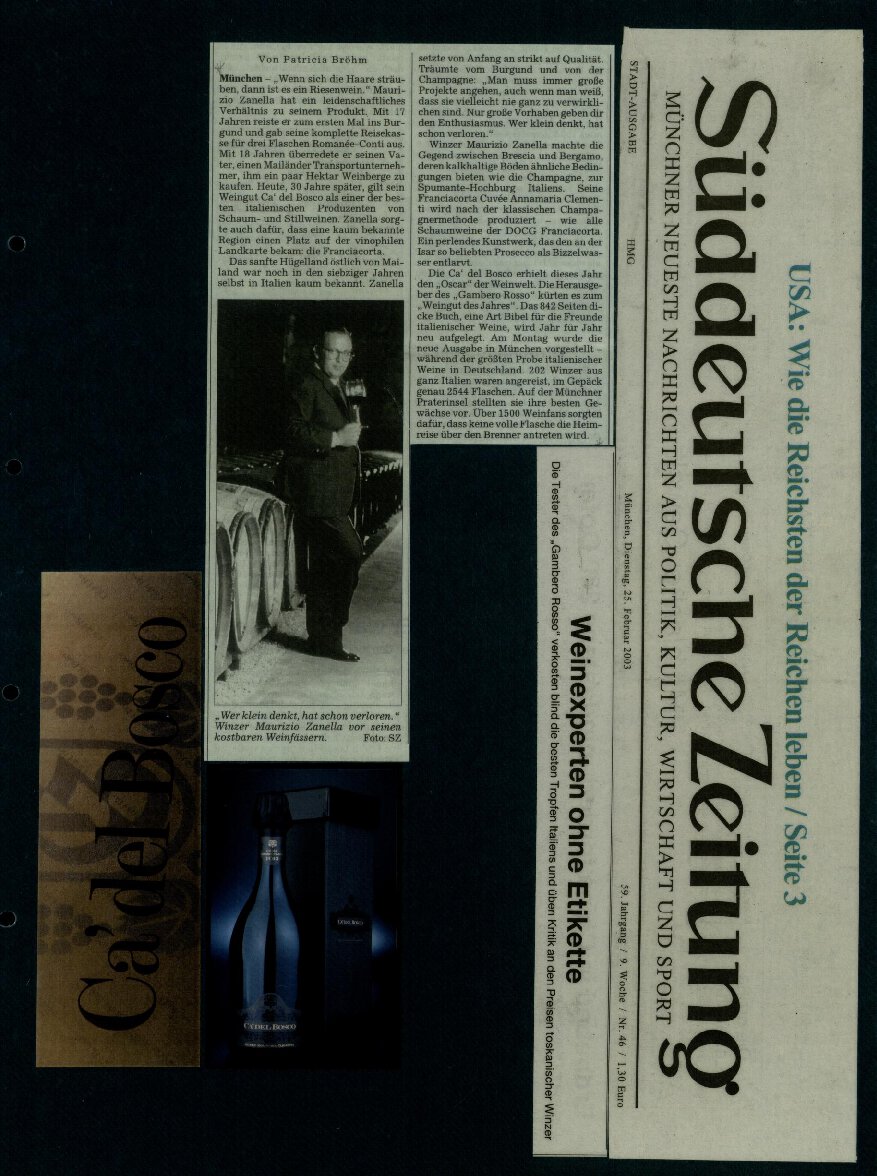 USA: Wie die Reichsten der Reichen leben / Seite 3
Süddeutsche Zeitung
MÜNCHNER NEUESTE NACHRICHTEN AUS POLITIK, KULTUR, WIRTSCHAFT UND SPORT
STADT-AUSGABE HMG München, Dienstag, 25. Februar 2003 59. Jahrgang / 9. Woche / Nr. 46 / 1,30 Euro
Weinexperten ohne Etikette
Die Tester des „Gambero Rosso“ verkosten blind die besten Tropfen Italiens und üben Kritik an den Preisen toskanischer Winzer
Von Patricia Bröhm
München – „Wenn sich die Haare sträu-
ben, dann ist es ein Riesenwein.“ Mauri-
zio Zanella hat ein leidenschaftliches
Verhältnis zu seinem Produkt. Mit 17
Jahren reiste er zum ersten Mal ins Bur-
gund und gab seine komplette Reisekas-
se für drei Flaschen Romanée-Conti aus.
Mit 18 Jahren überredete er seinen Va-
ter, einen Mailänder Transportunterneh-
mer, ihm ein paar Hektar Weinberge zu
kaufen. Heute, 30 Jahre später, gilt sein
Weingut Ca' del Bosco als einer der bes-
ten italienischen Produzenten von
Schaum- und Stillweinen. Zanella sorg-
te auch dafür, dass eine kaum bekannte
Region einen Platz auf der vinophilen
Landkarte bekam: die Franciacorta.
Das sanfte Hügelland östlich von Mai-
land war noch in den siebziger Jahren
selbst in Italien kaum bekannt. Zanella
setzte von Anfang an strikt auf Qualität.
Träumte vom Burgund und von der
Champagne: „Man muss immer große
Projekte angehen, auch wenn man weiß,
dass sie vielleicht nie ganz zu verwirkli-
chen sind. Nur große Vorhaben geben dir
den Enthusiasmus. Wer klein denkt, hat
schon verloren.“
Winzer Maurizio Zanella machte die
Gegend zwischen Brescia und Bergamo,
deren kalkhaltige Böden ähnliche Bedin-
gungen bieten wie die Champagne, zur
Spumante-Hochburg Italiens. Seine
Franciacorta Cuvée Annamaria Clemen-
ti wird nach der klassischen Champa-
gnermethode produziert – wie alle
Schaumweine der DOCG Franciacorta.
Ein perlendes Kunstwerk, das den an der
Isar so beliebten Prosecco als Bizzelwas-
ser entlarvt.
Die Ca' del Bosco erhielt dieses Jahr
den „Oscar“ der Weinwelt. Die Herausge-
ber des „Gambero Rosso“ kürten es zum
„Weingut des Jahres“. Das 842 Seiten di-
cke Buch, eine Art Bibel für die Freunde
italienischer Weine, wird Jahr für Jahr
neu aufgelegt. Am Montag wurde die
neue Ausgabe in München vorgestellt –
während der größten Probe italienischer
Weine in Deutschland. 202 Winzer aus
ganz Italien waren angereist, im Gepäck
genau 2544 Flaschen. Auf der Münchner
Praterinsel stellten sie ihre besten Ge-
wächse vor. Über 1500 Weinfans sorgten
dafür, dass keine volle Flasche die Heim-
reise über den Brenner antreten wird.
„Wer klein denkt, hat schon verloren.“
Winzer Maurizio Zanella vor seinen
kostbaren Weinfässern. Foto: SZ
Ca'del Bosco
CA'DEL BOSCO
CA'DEL BOSCO